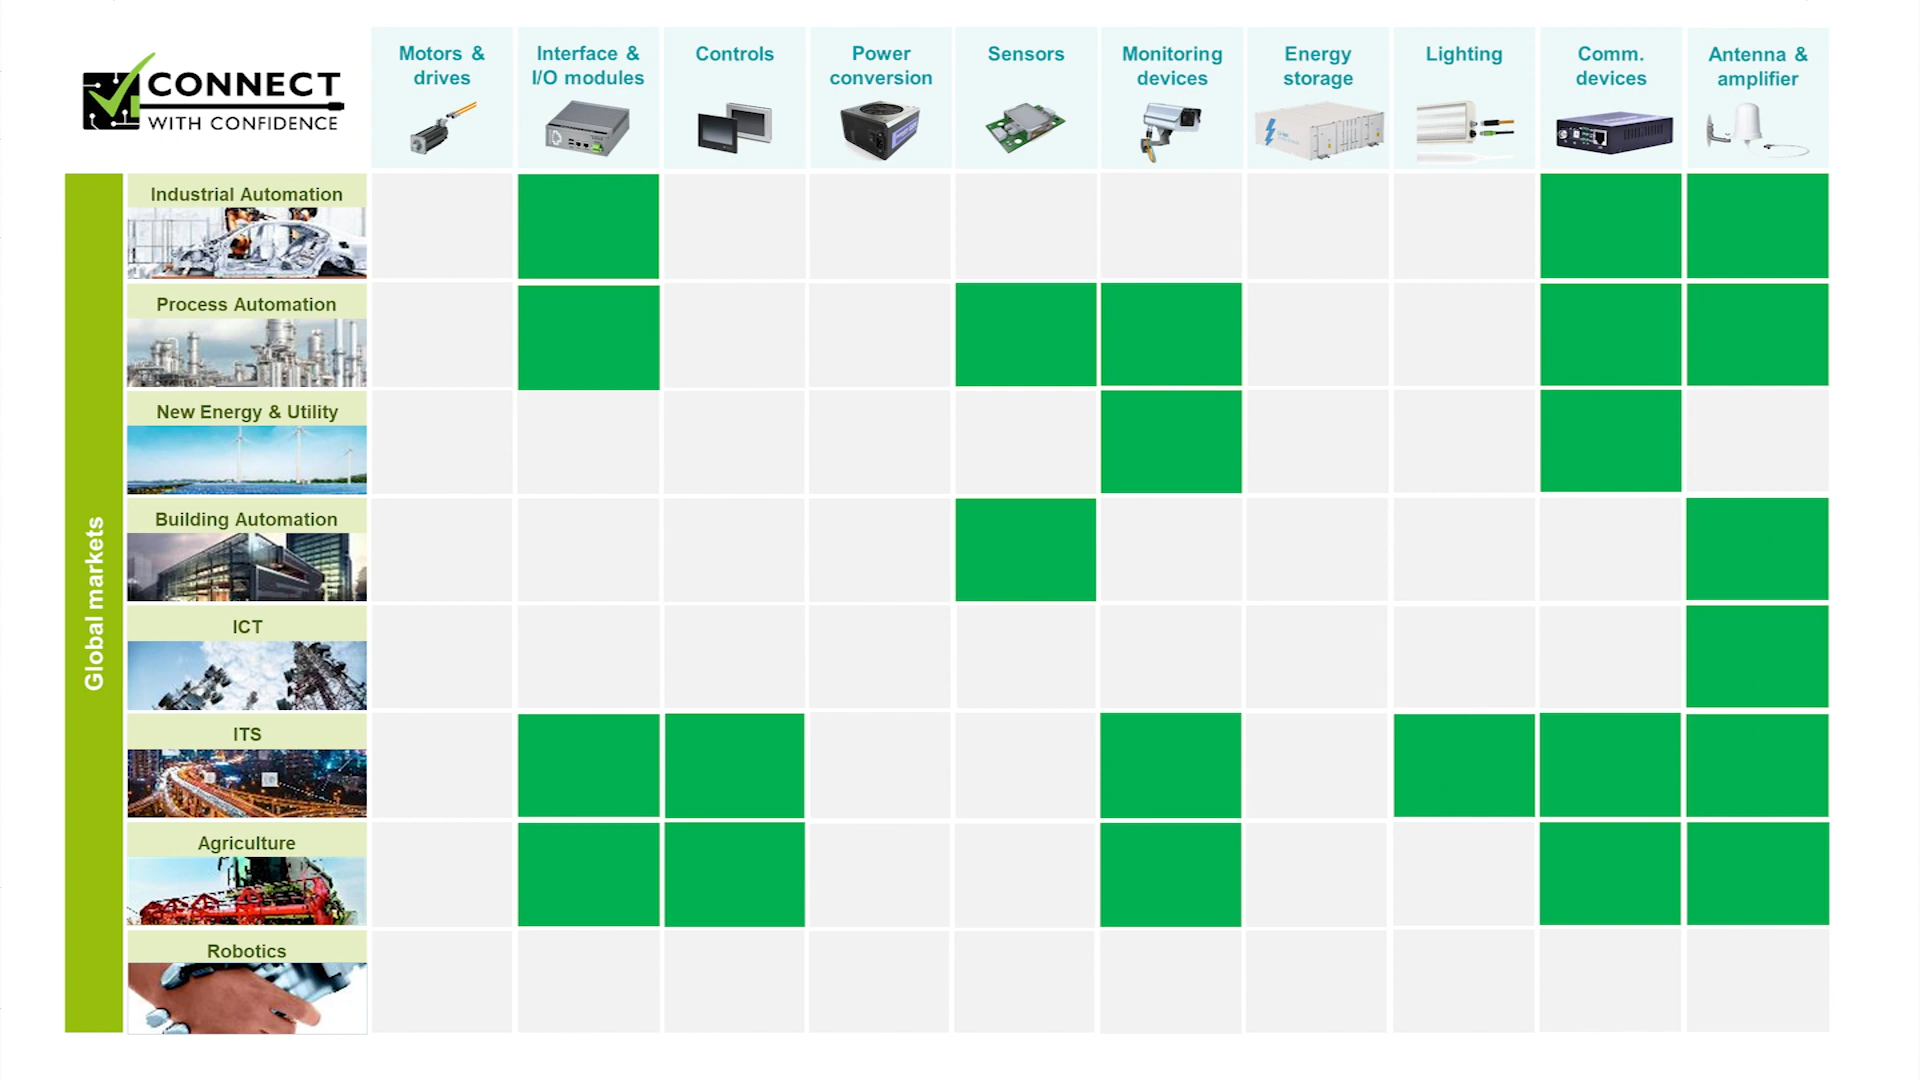 CONNECT
WITH CONFIDENCE
Motors &
drives
Interface &
I/O modules
Controls
Power
conversion
Sensors
Monitoring
devices
Energy
storage
Lighting
Comm.
devices
Antenna &
amplifier
Global markets
Industrial Automation
Process Automation
New Energy & Utility
Building Automation
ICT
ITS
Agriculture
Robotics